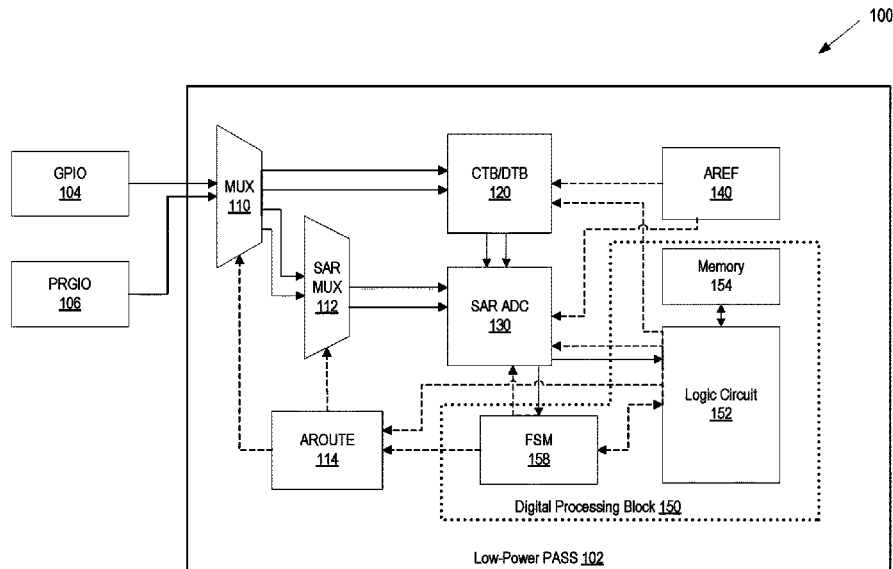 100
GPIO
104
PRGIO
106
MUX
110
SAR
MUX
112
CTB/DTB
120
AREF
140
SAR ADC
130
Memory
154
Logic Circuit
152
AROUTE
114
FSM
158
Digital Processing Block 150
Low-Power PASS 102